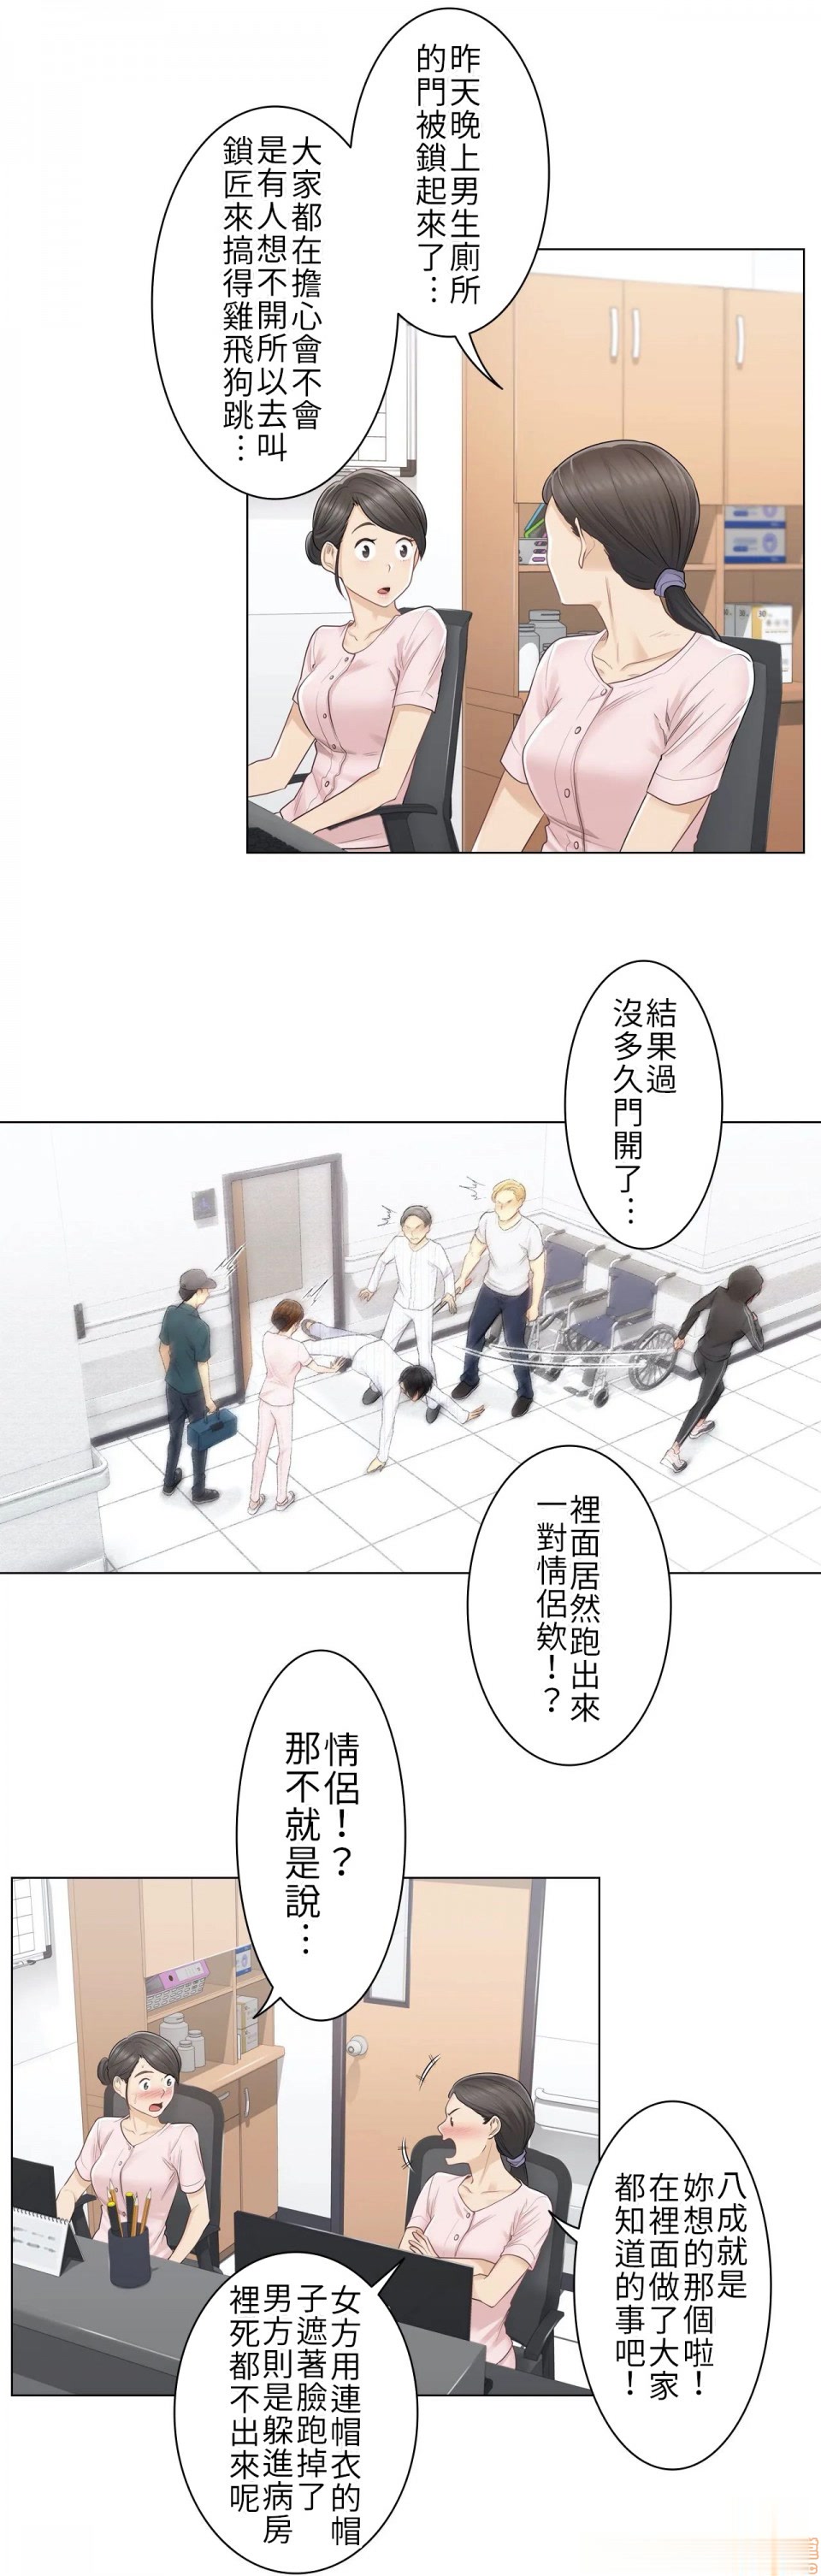 昨天晚上男生廁所
的門被鎖起來了…
大家都在擔心會不會
是有人想不開所以去叫
鎖匠來搞得雞飛狗跳…
結果過
沒多久門開了…
裡面居然跑出來
一對情侶欸！？
情侶！？
那不就是說…
八成就是
妳想的那個啦！
在裡面做了大家
都知道的事吧！
女方用連帽衣的帽
子遮著臉跑掉了
男方則是躲進病房
裡死都不出來呢